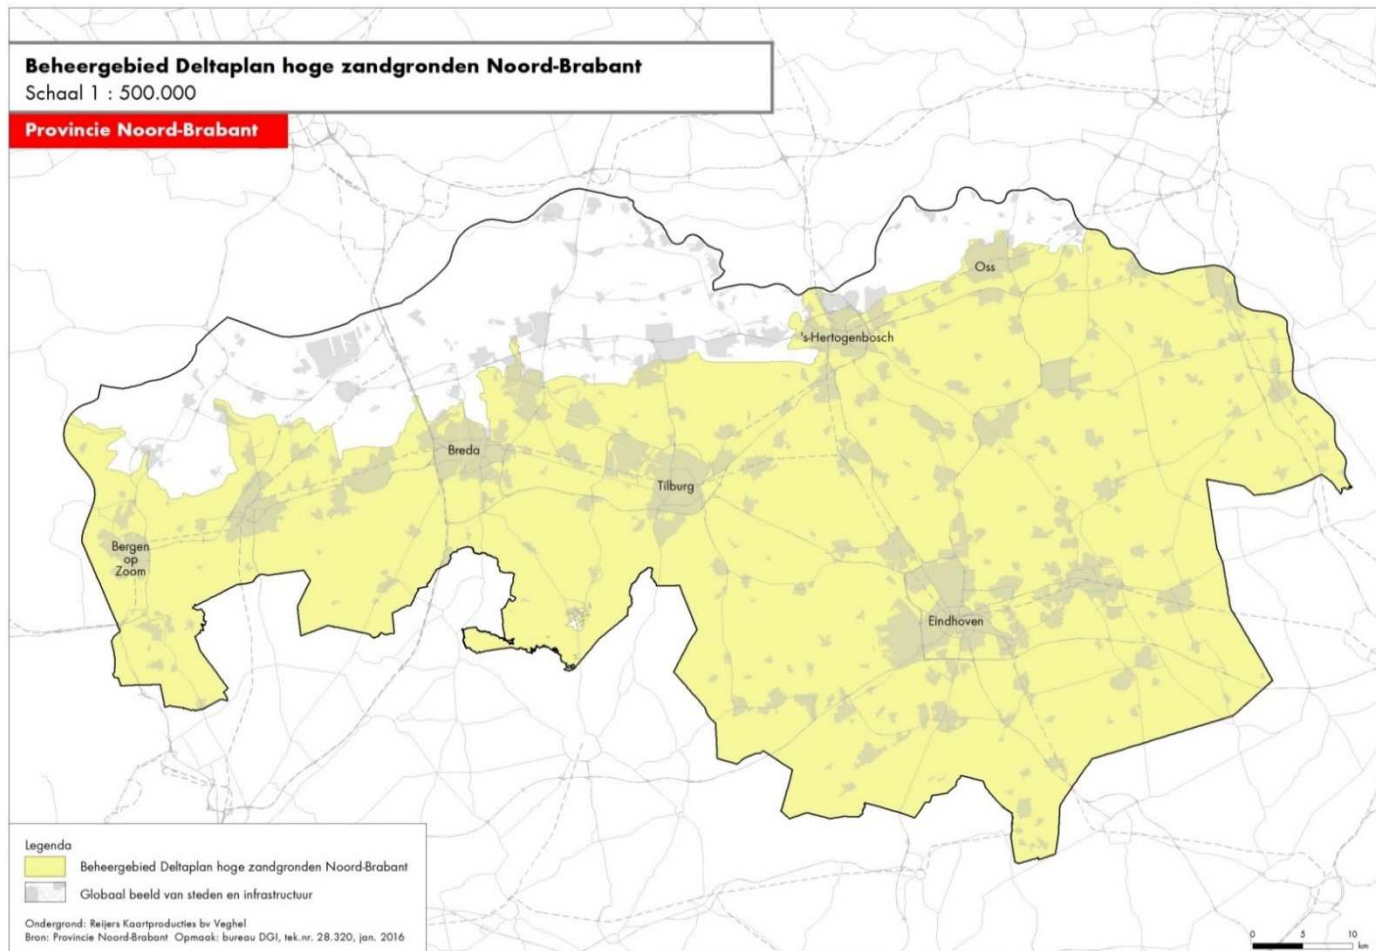 Beheergebied Deltaplan hoge zandgronden Noord-Brabant
Schaal 1 : 500.000
Provincie Noord-Brabant
Oss
's-Hertogenbosch
Breda
Tilburg
Bergen
op
Zoom
Eindhoven
Legenda
Beheergebied Deltaplan hoge zandgronden Noord-Brabant
Globaal beeld van steden en infrastructuur
Ondergrond: Reijers Kaartproducties bv Veghel
Bron: Provincie Noord-Brabant Opmaak: bureau DGI, tek.nr. 28.320, jan. 2016
0 5 10
km